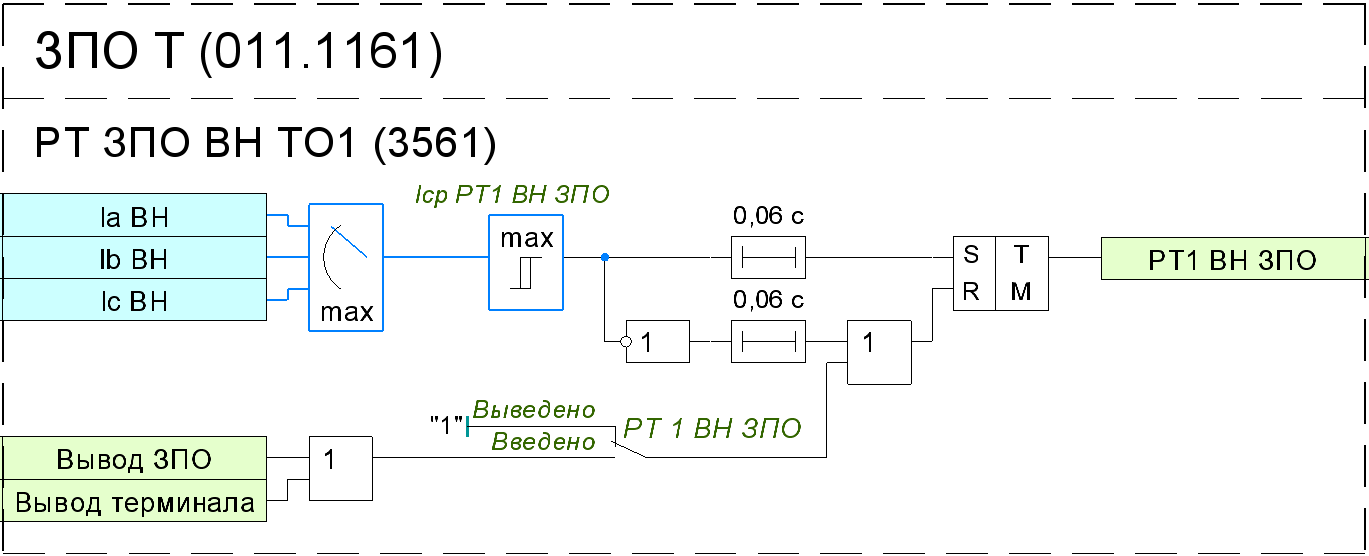 ЗПО Т (011.1161)
РТ ЗПО ВН ТО1 (3561)
Iср РТ1 ВН ЗПО
Ia ВН
Ib ВН
Ic ВН
max
max
0,06 с
0,06 с
1
1
S T
R M
РТ1 ВН ЗПО
"1"
Выведено
Введено
РТ 1 ВН ЗПО
Вывод ЗПО
Вывод терминала
1